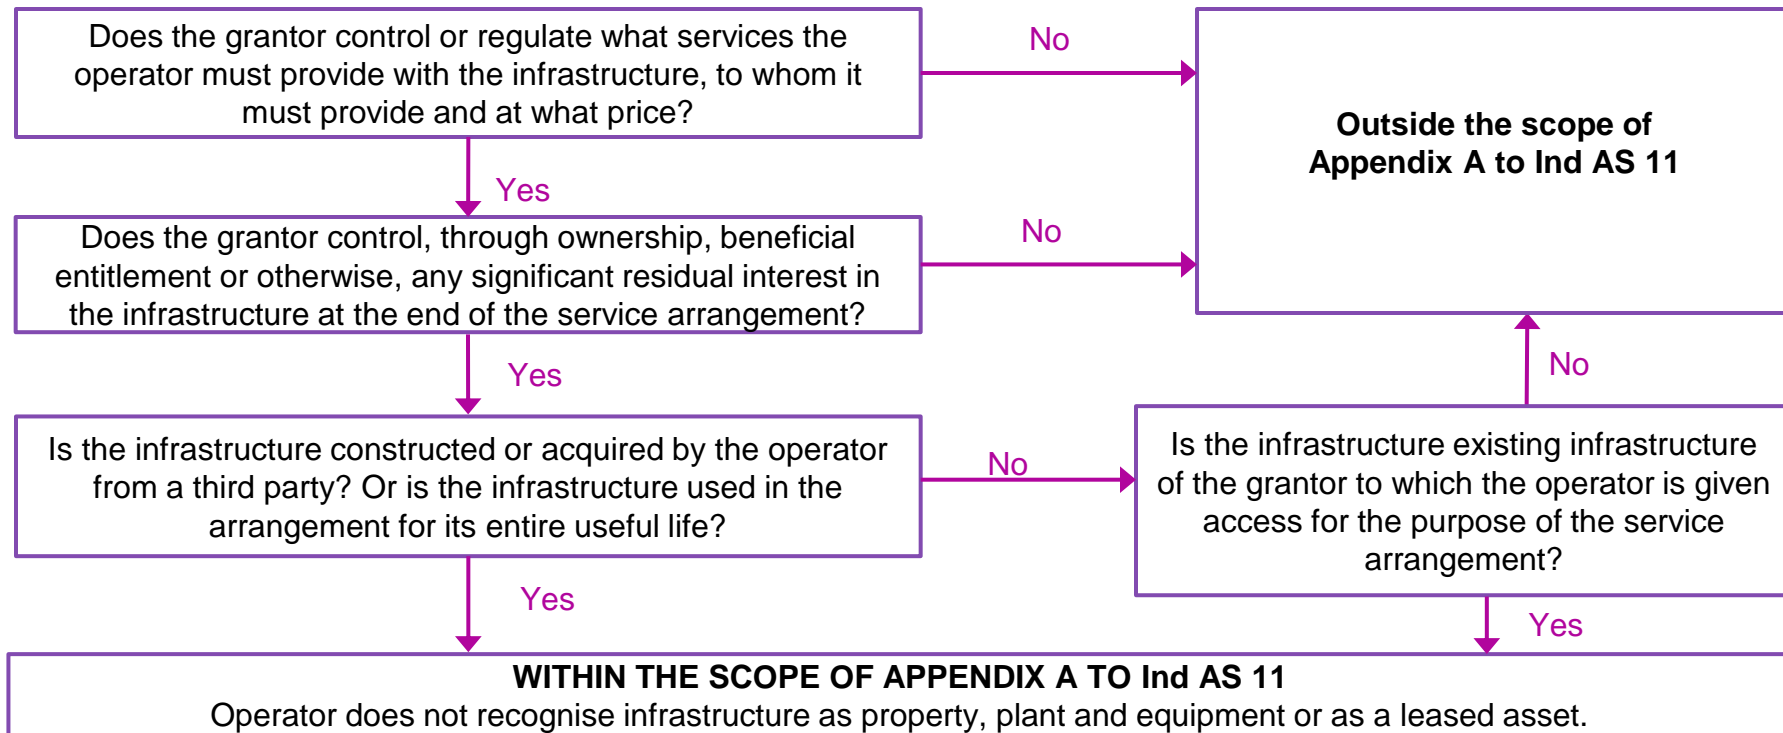 Does the grantor control or regulate what services the
operator must provide with the infrastructure, to whom it
must provide and at what price?
No
Outside the scope of
Appendix A to Ind AS 11
Yes
Does the grantor control, through ownership, beneficial
entitlement or otherwise, any significant residual interest in
the infrastructure at the end of the service arrangement?
No
Yes
No
Is the infrastructure constructed or acquired by the operator
from a third party? Or is the infrastructure used in the
arrangement for its entire useful life?
No
Is the infrastructure existing infrastructure
of the grantor to which the operator is given
access for the purpose of the service
arrangement?
Yes
Yes
WITHIN THE SCOPE OF APPENDIX A TO Ind AS 11
Operator does not recognise infrastructure as property, plant and equipment or as a leased asset.